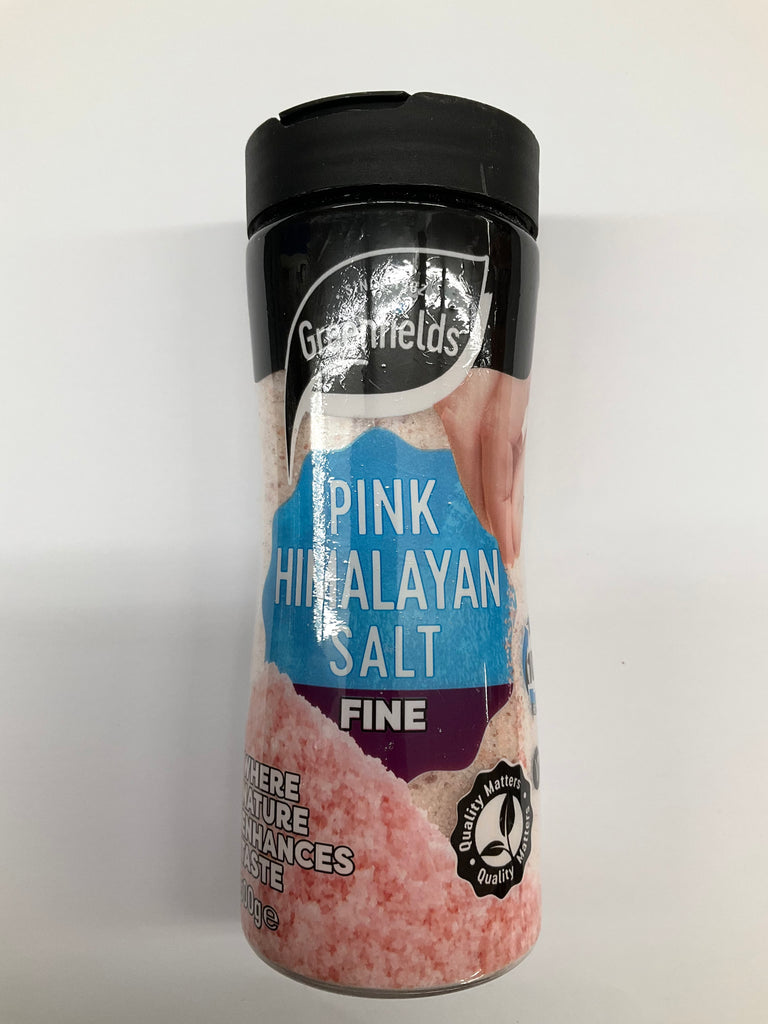 Greenfields
PINK
HIMALAYAN
SALT
FINE
WHERE
NATURE
ENHANCES
TASTE
Quality Matters
Quality Matters